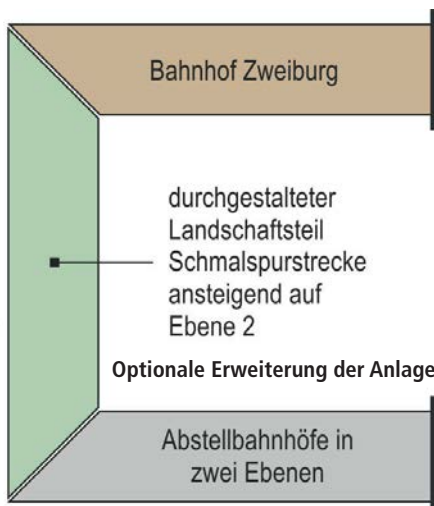 Bahnhof Zweiburg
durchgestalteter
Landschaftsteil
Schmalspurstrecke
ansteigend auf
Ebene 2
Optionale Erweiterung der Anlage
Abstellbahnhöfe in
zwei Ebenen